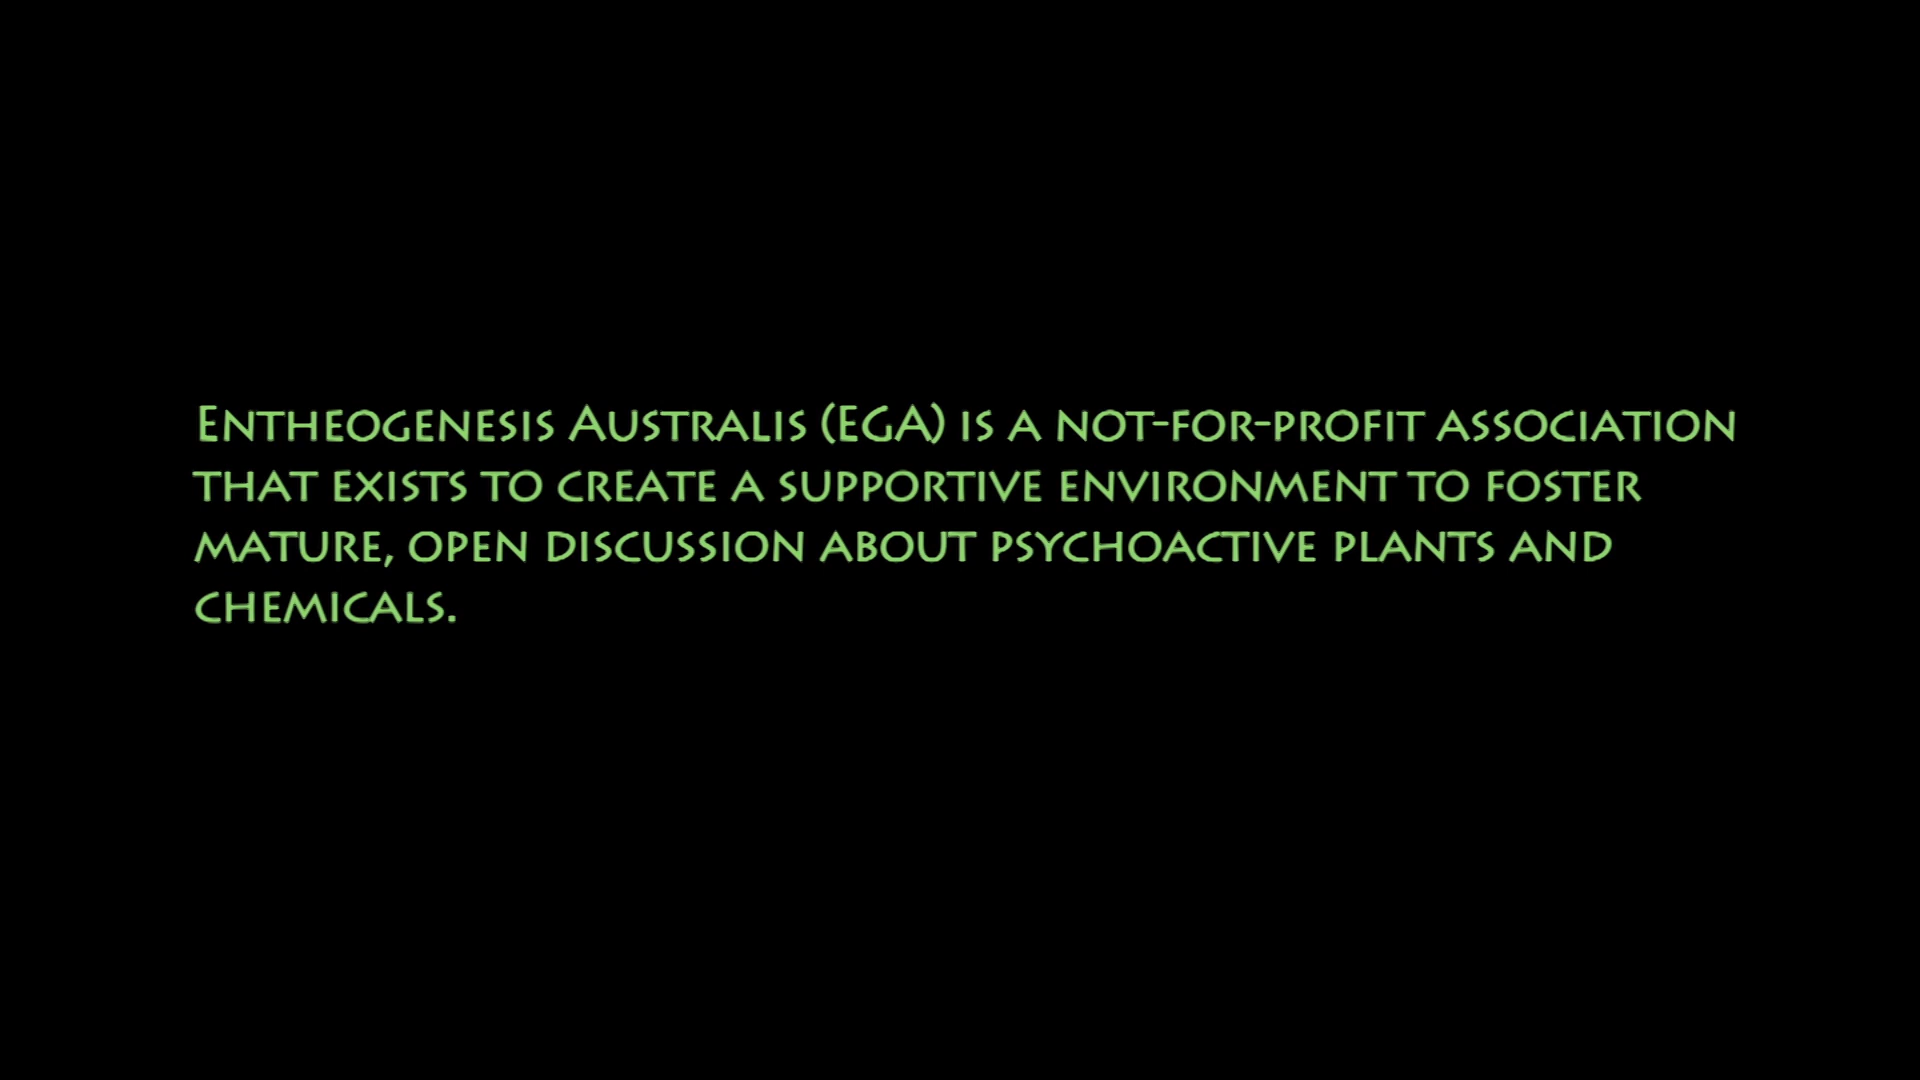 Entheogenesis Australis (EGA) is a not-for-profit association
that exists to create a supportive environment to foster
mature, open discussion about psychoactive plants and
chemicals.